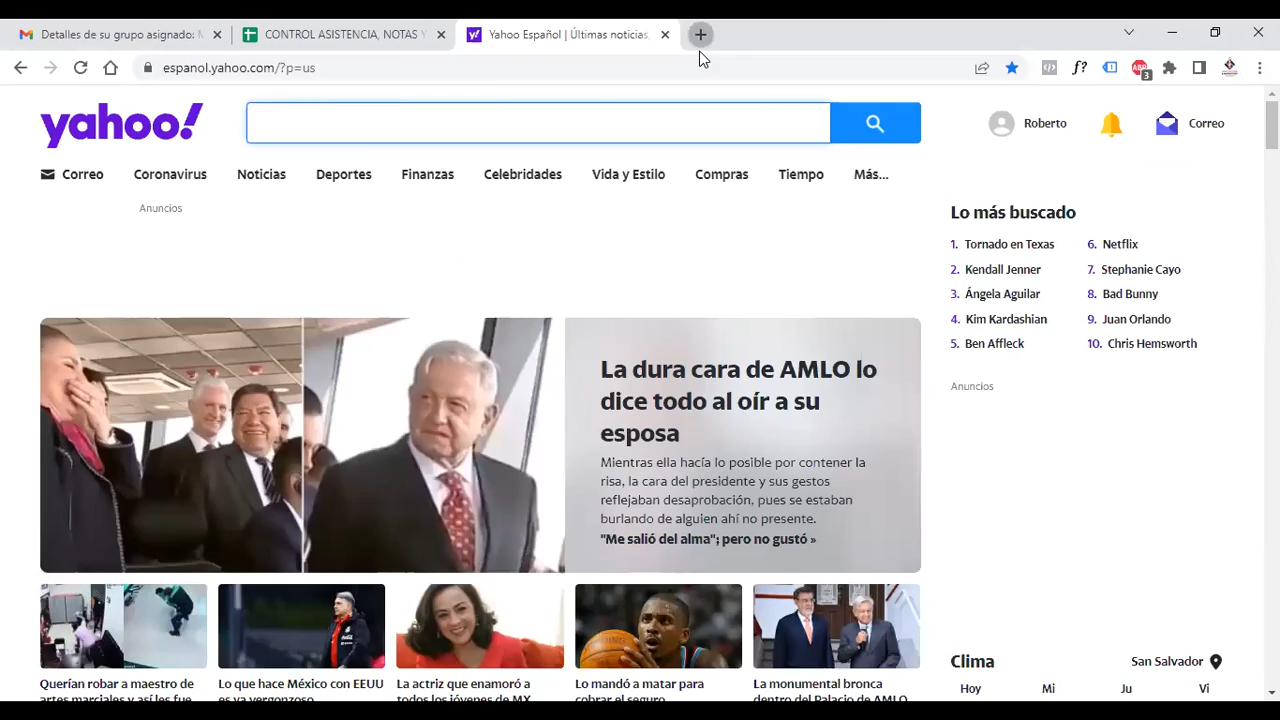 Detalles de su grupo asignado: M
CONTROL ASISTENCIA, NOTAS Y
Yahoo Español | Últimas noticias,
espanol.yahoo.com/?p=us
f?
ABP
3
yahoo!
Roberto
Correo
Correo
Coronavirus
Noticias
Deportes
Finanzas
Celebridades
Vida y Estilo
Compras
Tiempo
Más...
Anuncios
Lo más buscado
1. Tornado en Texas
2. Kendall Jenner
3. Ángela Aguilar
4. Kim Kardashian
5. Ben Affleck
6. Netflix
7. Stephanie Cayo
8. Bad Bunny
9. Juan Orlando
10. Chris Hemsworth
Anuncios
La dura cara de AMLO lo
dice todo al oír a su
esposa
Mientras ella hacía lo posible por contener la
risa, la cara del presidente y sus gestos
reflejaban desaprobación, pues se estaban
burlando de alguien ahí no presente.
"Me salió del alma"; pero no gustó »
Querían robar a maestro de
artes marciales y así les fue
Lo que hace México con EEUU
es ya vergonzoso
La actriz que enamoró a
todos los jóvenes de MX
Lo mandó a matar para
cobrar el seguro
La monumental bronca
dentro del Palacio de AMLO
Clima
San Salvador
Hoy
Mi
Ju
Vi